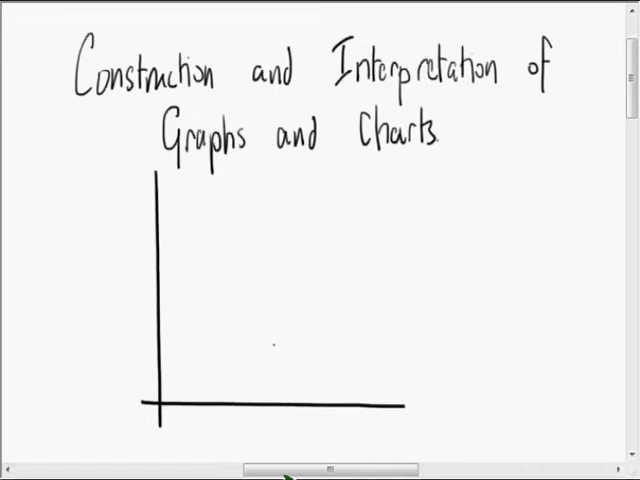 Construction and Interpretation of
Graphs and Charts.